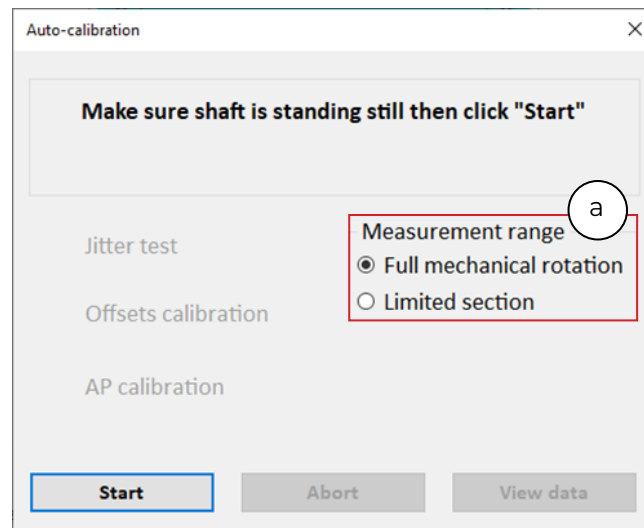 Auto-calibration
Make sure shaft is standing still then click "Start"
a
Measurement range
Jitter test
Full mechanical rotation
Limited section
Offsets calibration
AP calibration
Start
Abort
View data